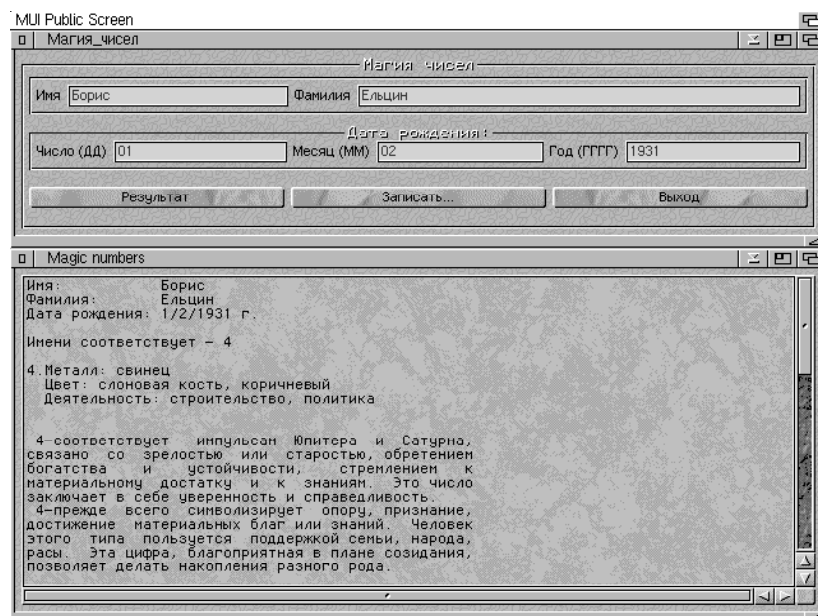 MUI Public Screen
Магия_чисел
Магия чисел
Имя Борис Фамилия Ельцин
Дата рождения:
Число (ДД) 01 Месяц (ММ) 02 Год (ГГГГ) 1931
Результат Записать... Выход
Magic numbers
Имя: Борис
Фамилия: Ельцин
Дата рождения: 1/2/1931 г.
Имени соответствует – 4
4.Металл: свинец
Цвет: слоновая кость, коричневый
Деятельность: строительство, политика
4–соответствует импульсам Юпитера и Сатурна,
связано со зрелостью или старостью, обретением
богатства и устойчивости, стремлением к
материальному достатку и к знаниям. Это число
заключает в себе уверенность и справедливость.
4–прежде всего символизирует опору, признание,
достижение материальных благ или знаний. Человек
этого типа пользуется поддержкой семьи, народа,
расы. Эта цифра, благоприятная в плане созидания,
позволяет делать накопления разного рода.